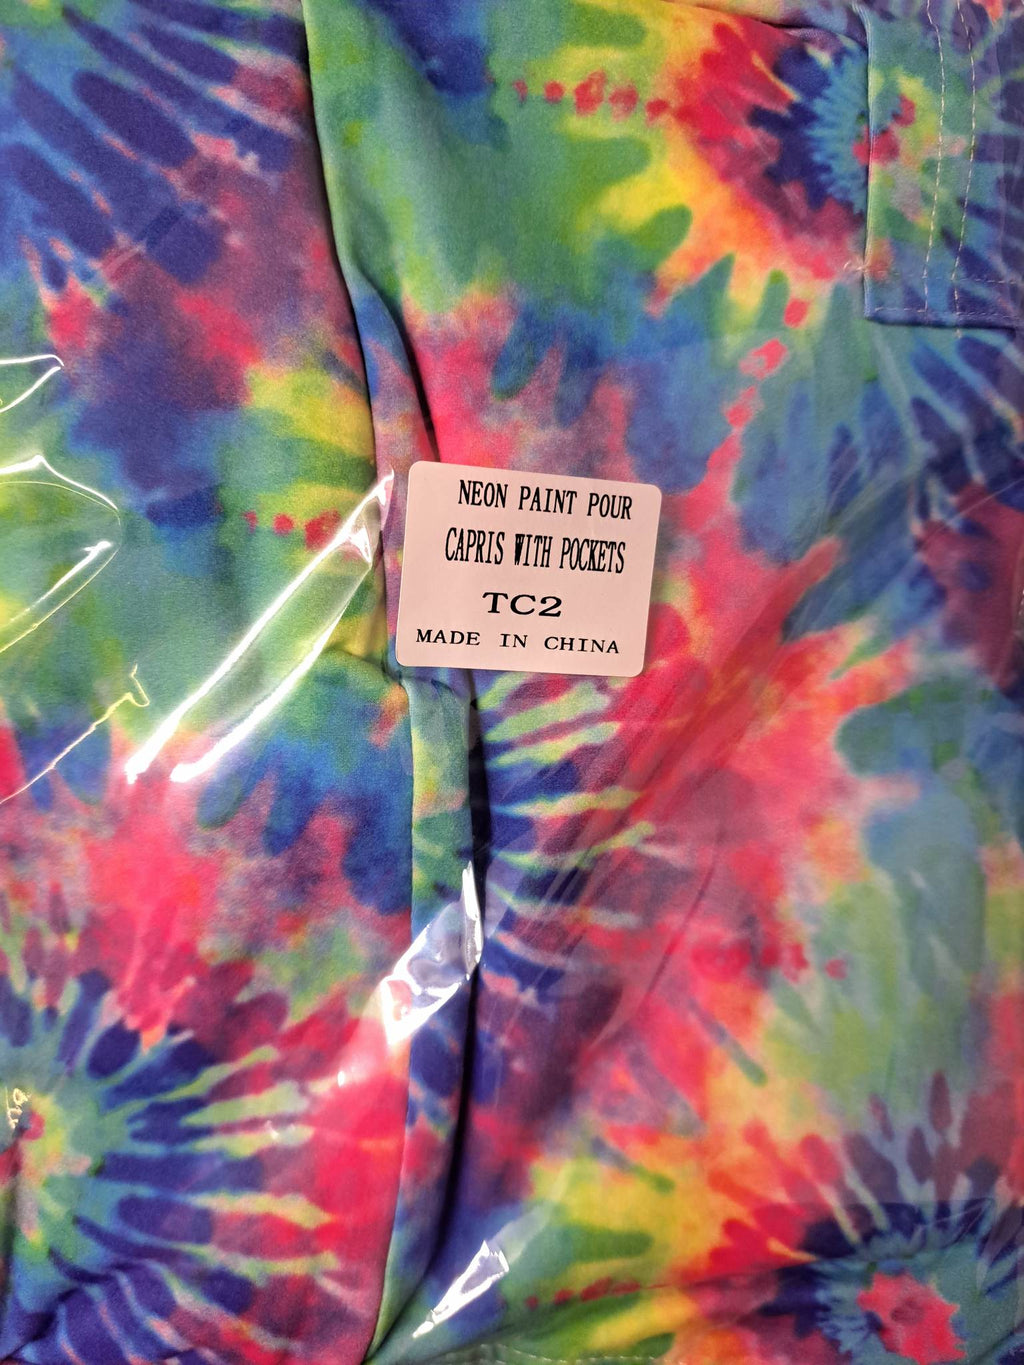 NEON PAINT POUR
CAPRIS WITH POCKETS
TC2
MADE IN CHINA